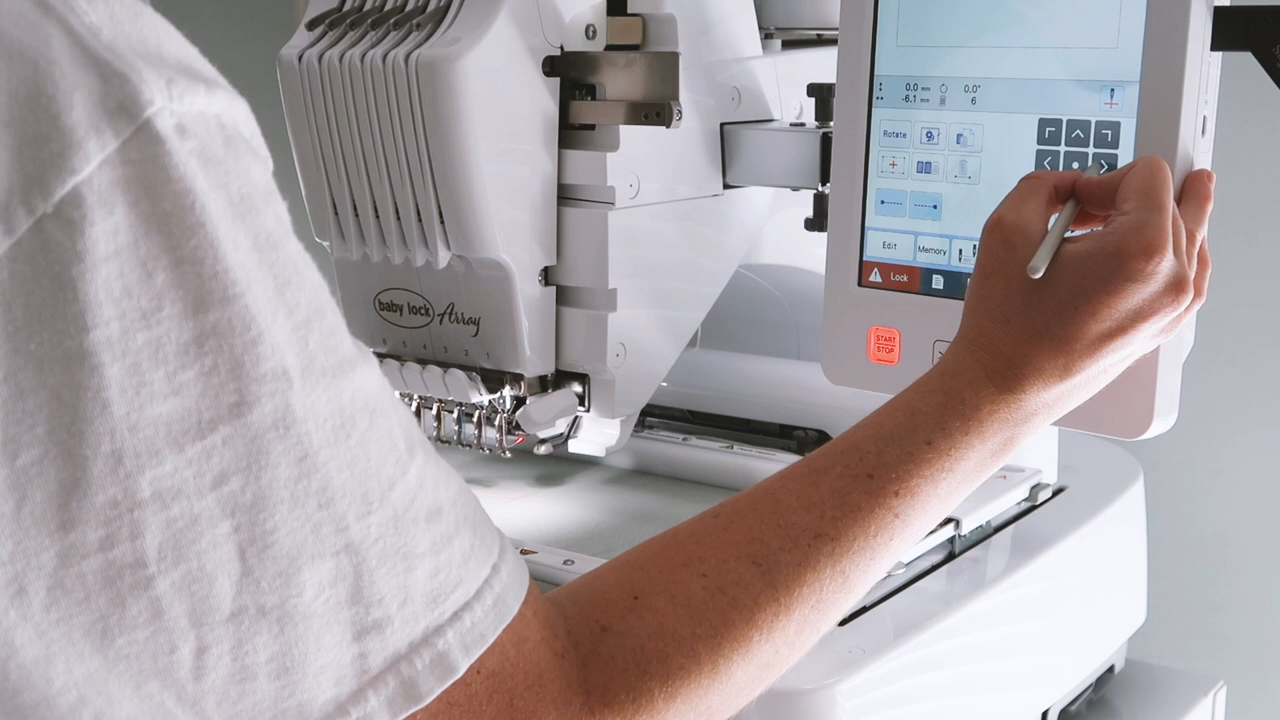 0.0 mm 0.0°
-6.1 mm 6
Rotate
Edit Memory
Lock
START
STOP
baby lock Array
6 5 4 3 2 1